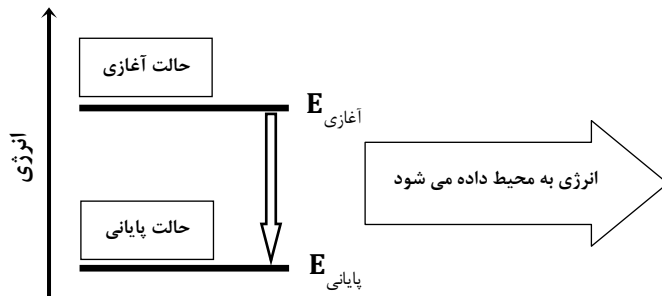 انرژی
حالت آغازی
E آغازی
انرژی به محیط داده می شود
حالت پایانی
E پایانی